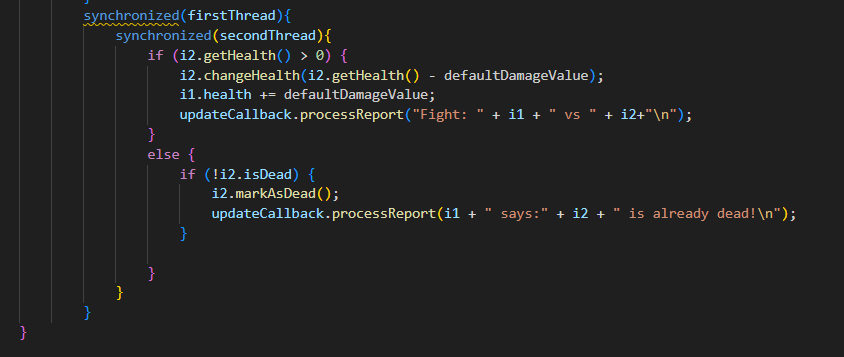 synchronized(firstThread){
synchronized(secondThread){
if (i2.getHealth() > 0) {
i2.changeHealth(i2.getHealth() - defaultDamageValue);
i1.health += defaultDamageValue;
updateCallback.processReport("Fight: " + i1 + " vs " + i2+"\n");
}
else {
if (!i2.isDead) {
i2.markAsDead();
updateCallback.processReport(i1 + " says:" + i2 + " is already dead!\n");
}
}
}
}
}